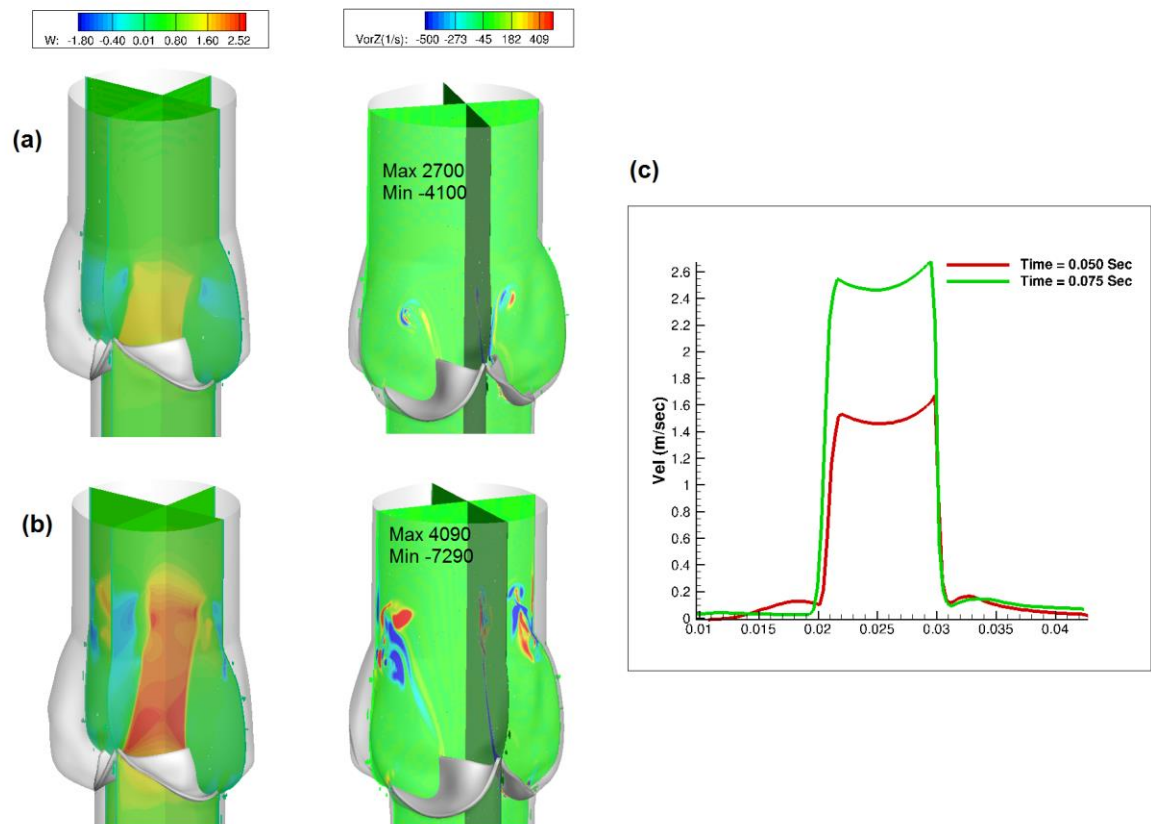 W: -1.80 -0.40 0.01 0.80 1.60 2.52
VorZ(1/s): -500 -273 -45 182 409
(a)
Max 2700
Min -4100
(b)
Max 4090
Min -7290
(c)
Time = 0.050 Sec
Time = 0.075 Sec
Vel (m/sec)
2.6
2.4
2.2
2
1.8
1.6
1.4
1.2
1
0.8
0.6
0.4
0.2
0
0.01 0.015 0.02 0.025 0.03 0.035 0.04